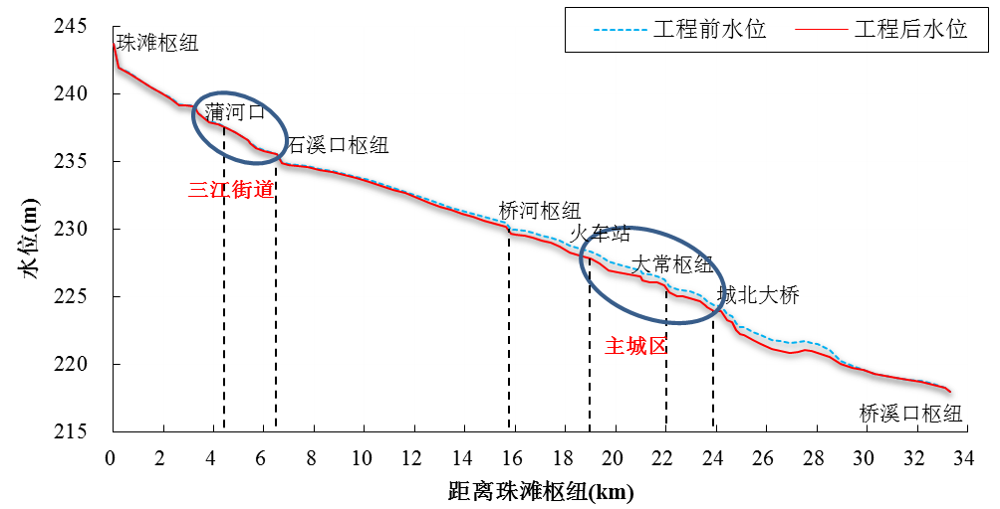 工程前水位 工程后水位
245
240
235
230
225
220
215
水位(m)
珠滩枢纽
蒲河口
石溪口枢纽
三江街道
桥河枢纽
火车站
大常枢纽
城北大桥
主城区
桥溪口枢纽
0 2 4 6 8 10 12 14 16 18 20 22 24 26 28 30 32 34
距离珠滩枢纽(km)